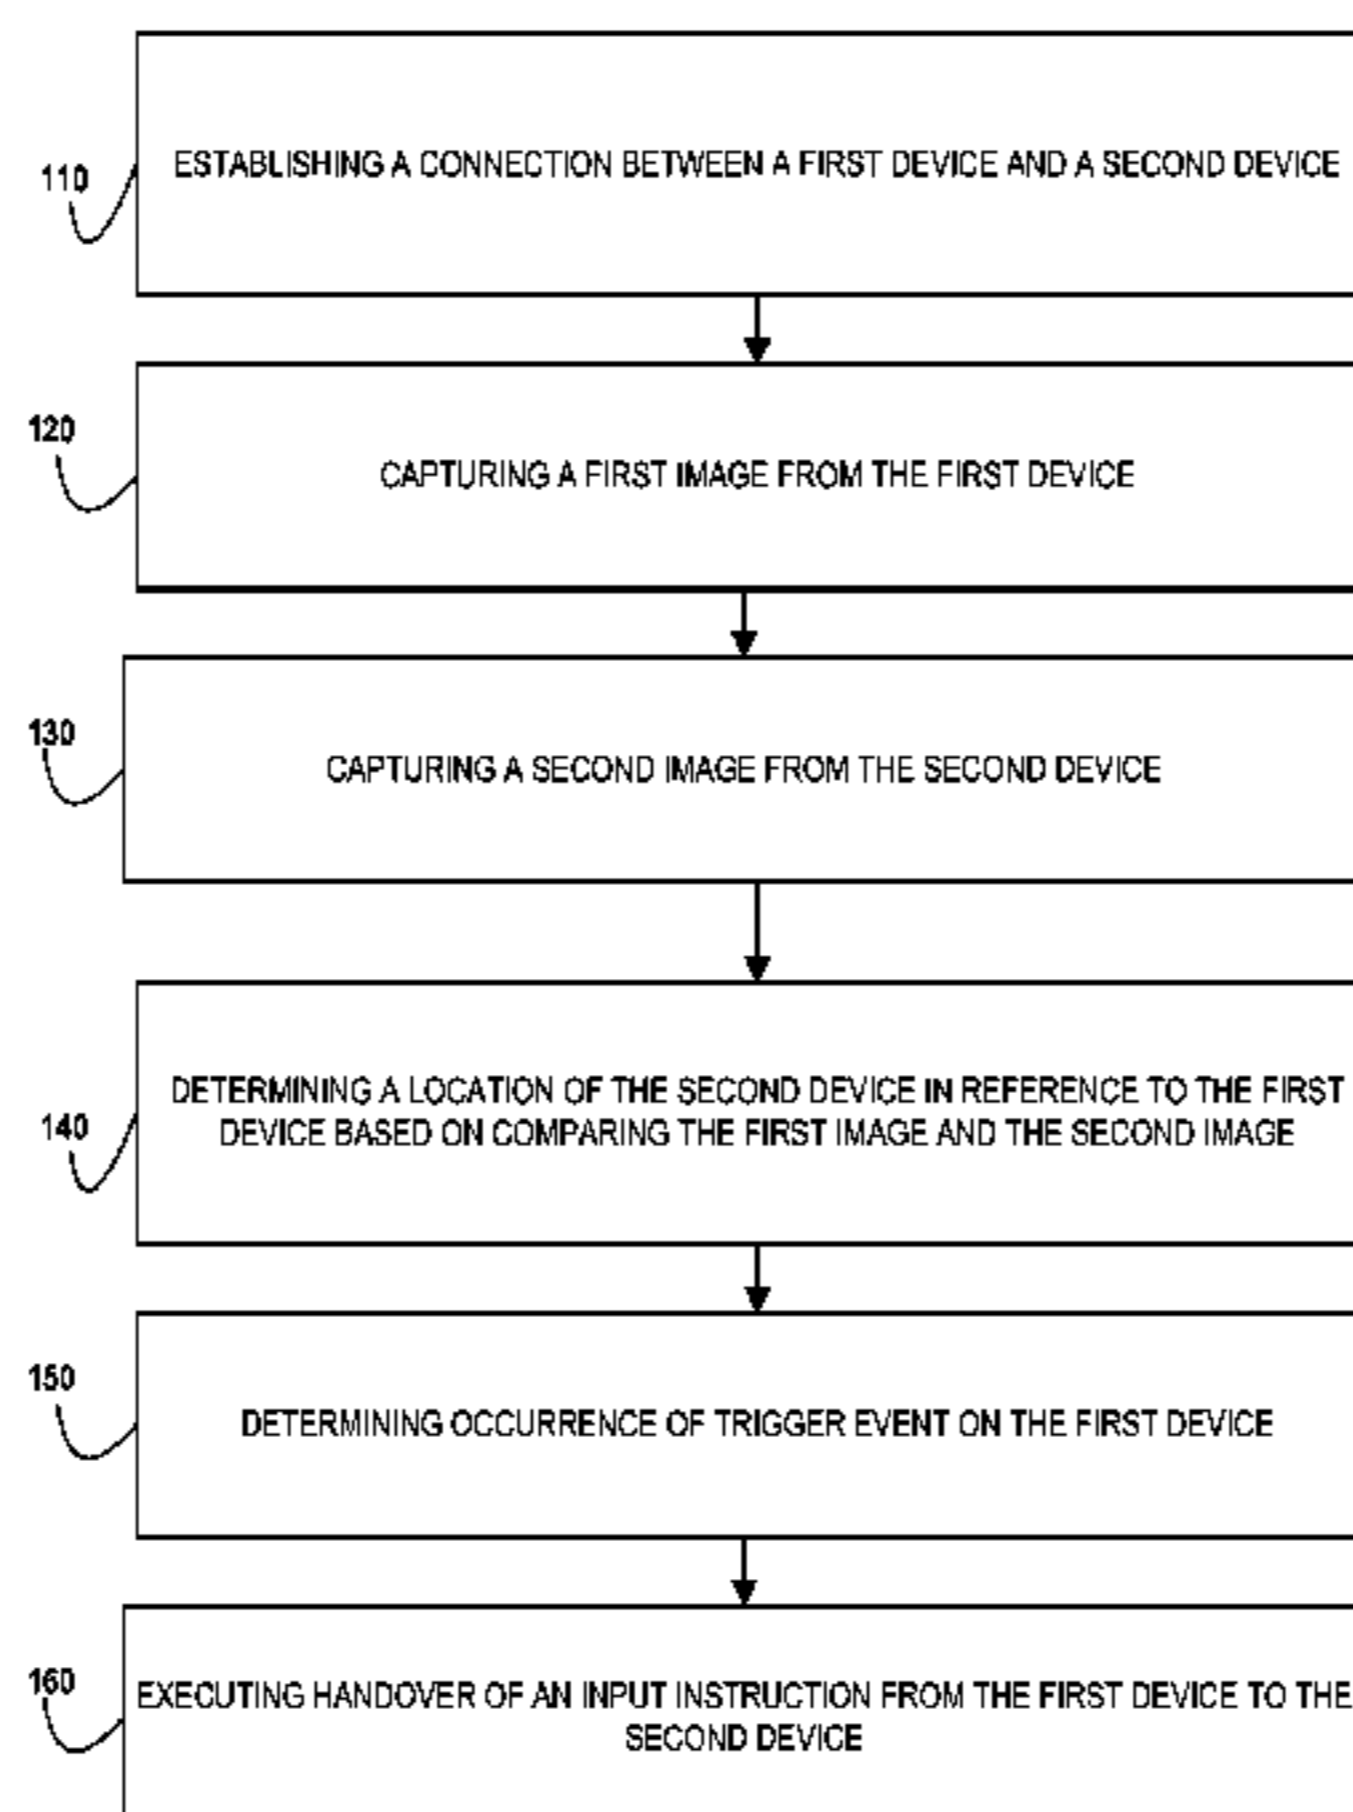 110
ESTABLISHING A CONNECTION BETWEEN A FIRST DEVICE AND A SECOND DEVICE
120
CAPTURING A FIRST IMAGE FROM THE FIRST DEVICE
130
CAPTURING A SECOND IMAGE FROM THE SECOND DEVICE
140
DETERMINING A LOCATION OF THE SECOND DEVICE IN REFERENCE TO THE FIRST
DEVICE BASED ON COMPARING THE FIRST IMAGE AND THE SECOND IMAGE
150
DETERMINING OCCURRENCE OF TRIGGER EVENT ON THE FIRST DEVICE
160
EXECUTING HANDOVER OF AN INPUT INSTRUCTION FROM THE FIRST DEVICE TO THE
SECOND DEVICE